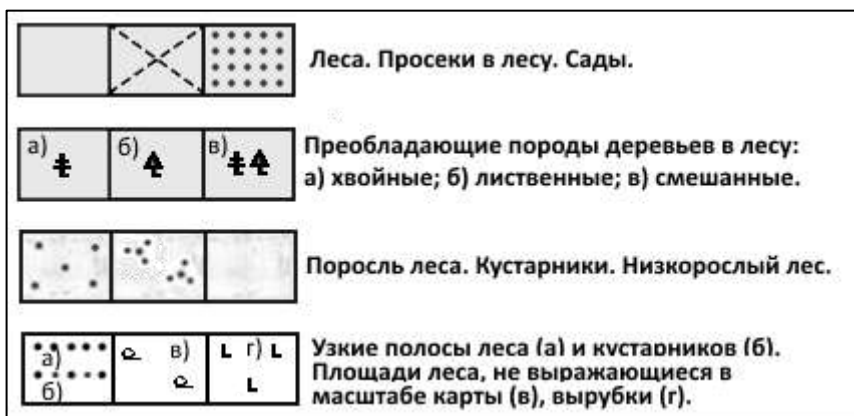 Леса. Просеки в лесу. Сады.
а) б) в)
Преобладающие породы деревьев в лесу:
а) хвойные; б) лиственные; в) смешанные.
Поросль леса. Кустарники. Низкорослый лес.
а) в) г)
б)
Узкие полосы леса (а) и кустарников (б).
Площади леса, не выражающиеся в
масштабе карты (в), вырубки (г).